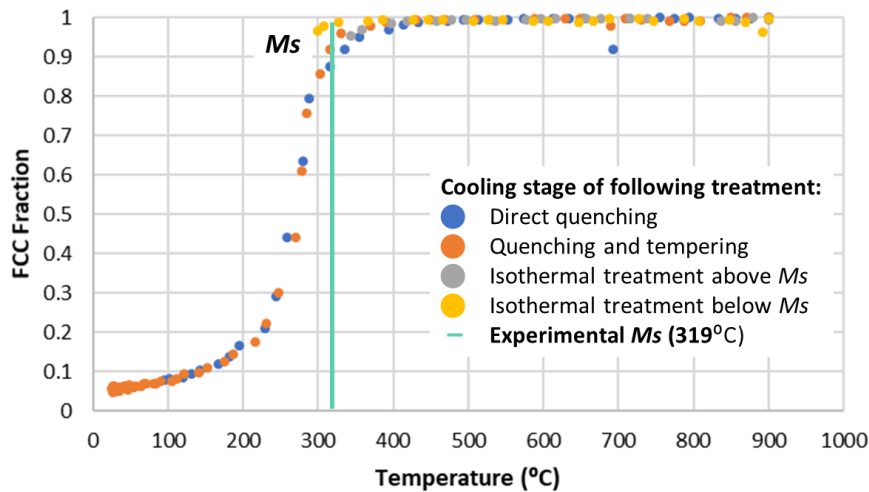 1
0.9
0.8
0.7
0.6
0.5
0.4
0.3
0.2
0.1
0
FCC Fraction
Ms
Cooling stage of following treatment:
Direct quenching
Quenching and tempering
Isothermal treatment above Ms
Isothermal treatment below Ms
Experimental Ms (319⁰C)
0 100 200 300 400 500 600 700 800 900 1000
Temperature (⁰C)